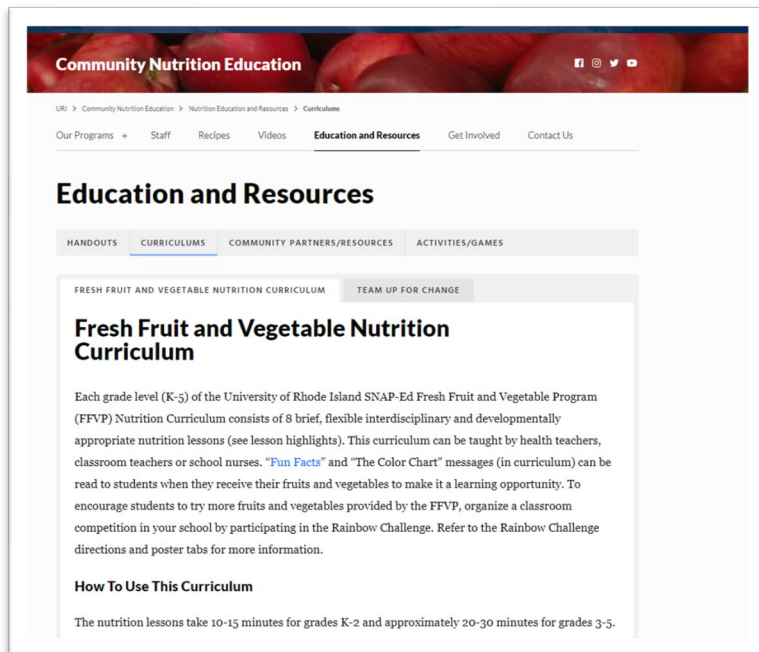 Community Nutrition Education
URI > Community Nutrition Education > Nutrition Education and Resources > Curriculums
Our Programs + Staff Recipes Videos Education and Resources Get Involved Contact Us
Education and Resources
HANDOUTS CURRICULUMS COMMUNITY PARTNERS/RESOURCES ACTIVITIES/GAMES
FRESH FRUIT AND VEGETABLE NUTRITION CURRICULUM TEAM UP FOR CHANGE
Fresh Fruit and Vegetable Nutrition
Curriculum
Each grade level (K-5) of the University of Rhode Island SNAP-Ed Fresh Fruit and Vegetable Program
(FFVP) Nutrition Curriculum consists of 8 brief, flexible interdisciplinary and developmentally
appropriate nutrition lessons (see lesson highlights). This curriculum can be taught by health teachers,
classroom teachers or school nurses. “Fun Facts” and “The Color Chart” messages (in curriculum) can be
read to students when they receive their fruits and vegetables to make it a learning opportunity. To
encourage students to try more fruits and vegetables provided by the FFVP, organize a classroom
competition in your school by participating in the Rainbow Challenge. Refer to the Rainbow Challenge
directions and poster tabs for more information.
How To Use This Curriculum
The nutrition lessons take 10-15 minutes for grades K-2 and approximately 20-30 minutes for grades 3-5.